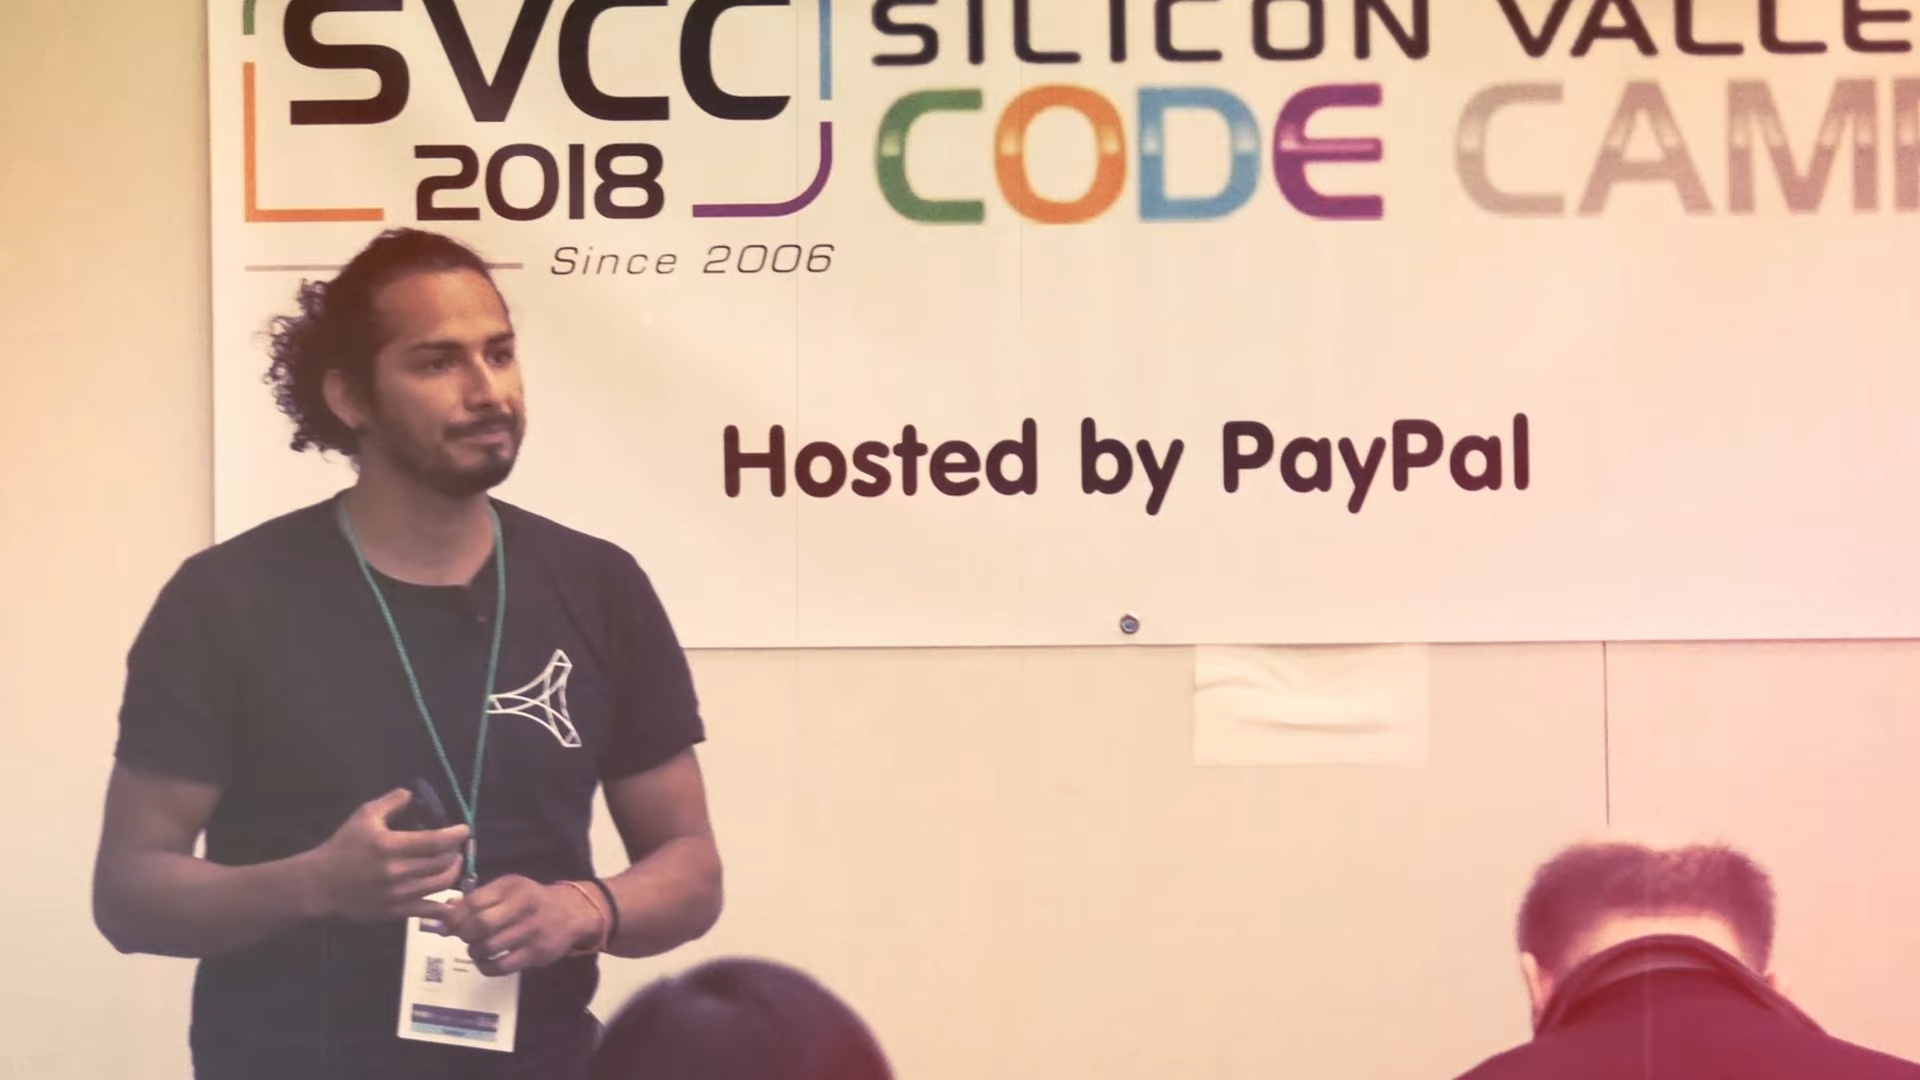 SVCC
2018
Since 2006
SILICON VALLE
CODE CAM
Hosted by PayPal